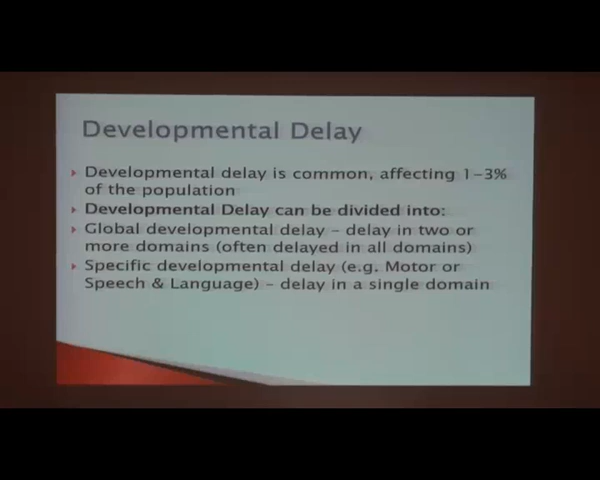 Developmental Delay
Developmental delay is common, affecting 1-3%
of the population
Developmental Delay can be divided into:
Global developmental delay - delay in two or
more domains (often delayed in all domains)
Specific developmental delay (e.g. Motor or
Speech & Language) - delay in a single domain